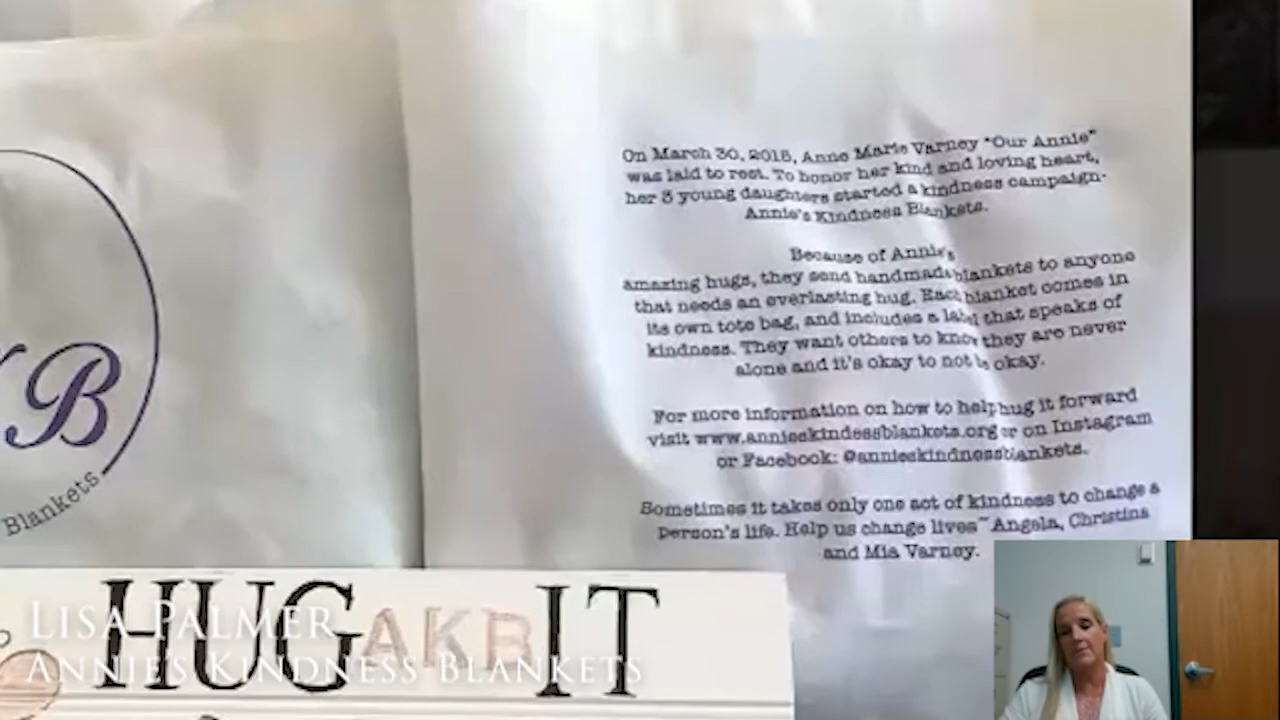 On March 30, 2018, Anne Marie Varney "Our Annie"
was laid to rest. To honor her kind and loving heart,
her 3 young daughters started a kindness campaign-
Annie's Kindness Blankets.
Because of Annie's
amazing hugs, they send handmade blankets to anyone
that needs an everlasting hug. Each blanket comes in
its own tote bag, and includes a label that speaks of
kindness. They want others to know they are never
alone and it's okay to not be okay.
For more information on how to help hug it forward
visit www.annieskindessblankets.org or on Instagram
or Facebook: @annieskindnessblankets.
Sometimes it takes only one act of kindness to change a
person's life. Help us change lives~ Angela, Christina
and Mia Varney.
B
Blankets
HUG AKB IT
LISA PALMER
ANNIE'S KINDNESS BLANKETS